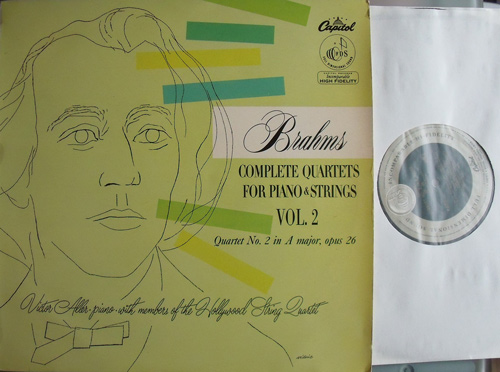 Capitol
FDS
HIGH FIDELITY
Brahms
COMPLETE QUARTETS
FOR PIANO & STRINGS
VOL. 2
Quartet No. 2 in A major, opus 26
Victor Aller · piano · with members of the Hollywood String Quartet